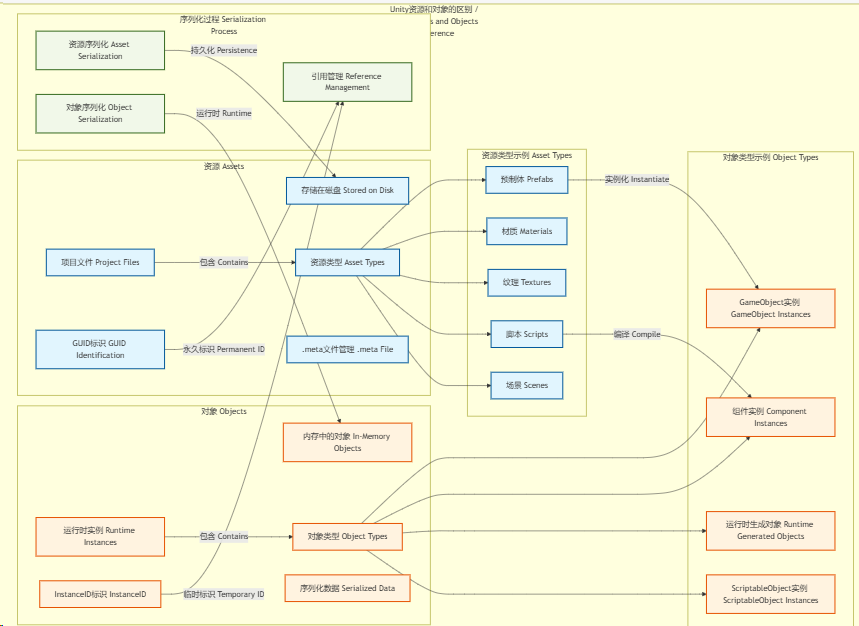 Unity资源和对象的区别 /
s and Objects
erence
序列化过程 Serialization
Process
资源序列化 Asset
Serialization
持久化 Persistence
引用管理 Reference
Management
对象序列化 Object
Serialization
运行时 Runtime
资源 Assets
存储在磁盘 Stored on Disk
项目文件 Project Files
包含 Contains
资源类型 Asset Types
GUID标识 GUID
Identification
永久标识 Permanent ID
.meta文件管理 .meta File
对象 Objects
内存中的对象 In-Memory
Objects
运行时实例 Runtime
Instances
包含 Contains
对象类型 Object Types
InstanceID标识 InstanceID
临时标识 Temporary ID
序列化数据 Serialized Data
资源类型示例 Asset Types
预制体 Prefabs
实例化 Instantiate
材质 Materials
纹理 Textures
脚本 Scripts
编译 Compile
场景 Scenes
对象类型示例 Object Types
GameObject实例
GameObject Instances
组件实例 Component
Instances
运行时生成对象 Runtime
Generated Objects
ScriptableObject实例
ScriptableObject Instances